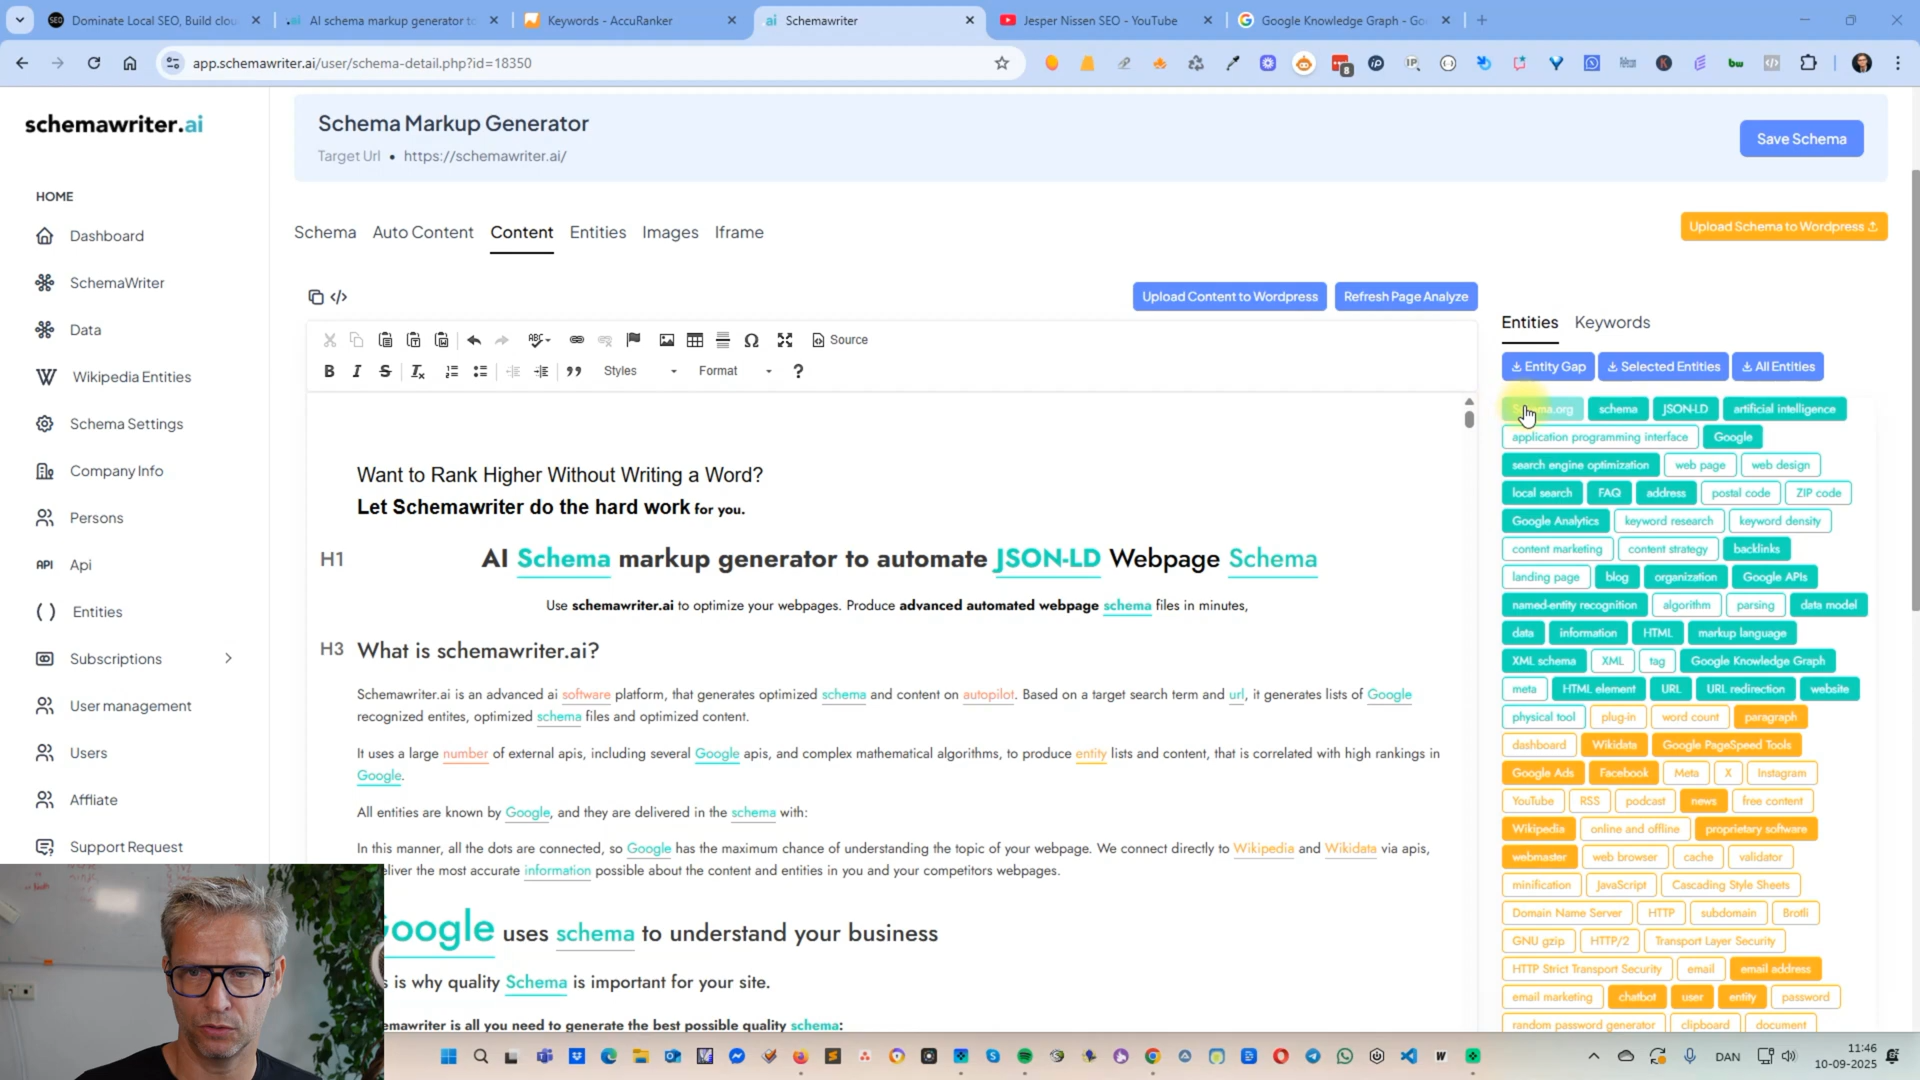 Dominate Local SEO, Build clou
AI schema markup generator to
Keywords - AccuRanker
Schemawriter
Jesper Nissen SEO - YouTube
Google Knowledge Graph - Go
app.schemawriter.ai/user/schema-detail.php?id=18350
schemawriter.ai
HOME
Dashboard
SchemaWriter
Data
Wikipedia Entities
Schema Settings
Company Info
Persons
API Api
Entities
Subscriptions
User management
Users
Affliate
Support Request
Schema Markup Generator
Target Url • https://schemawriter.ai/
Save Schema
Schema Auto Content Content Entities Images Iframe
Upload Schema to Wordpress
Upload Content to Wordpress Refresh Page Analyze
Source
Styles Format ?
Want to Rank Higher Without Writing a Word?
Let Schemawriter do the hard work for you.
H1 AI Schema markup generator to automate JSON-LD Webpage Schema
Use schemawriter.ai to optimize your webpages. Produce advanced automated webpage schema files in minutes,
H3 What is schemawriter.ai?
Schemawriter.ai is an advanced ai software platform, that generates optimized schema and content on autopilot. Based on a target search term and url, it generates lists of Google
recognized entites, optimized schema files and optimized content.
It uses a large number of external apis, including several Google apis, and complex mathematical algorithms, to produce entity lists and content, that is correlated with high rankings in
Google.
All entities are known by Google, and they are delivered in the schema with:
In this manner, all the dots are connected, so Google has the maximum chance of understanding the topic of your webpage. We connect directly to Wikipedia and Wikidata via apis,
eliver the most accurate information possible about the content and entities in you and your competitors webpages.
oogle uses schema to understand your business
s is why quality Schema is important for your site.
emawriter is all you need to generate the best possible quality schema:
Entities Keywords
Entity Gap Selected Entities All Entities
schema JSON-LD artificial intelligence
application programming interface Google
search engine optimization web page web design
local search FAQ address postal code ZIP code
Google Analytics keyword research keyword density
content marketing content strategy backlinks
landing page blog organization Google APIs
named-entity recognition algorithm parsing data model
data information HTML markup language
XML schema XML tag Google Knowledge Graph
meta HTML element URL URL redirection website
physical tool plug-in word count paragraph
dashboard Wikidata Google PageSpeed Tools
Google Ads Facebook Meta X Instagram
YouTube RSS podcast news free content
Wikipedia online and offline proprietary software
webmaster web browser cache validator
minification JavaScript Cascading Style Sheets
Domain Name Server HTTP subdomain Brotli
GNU gzip HTTP/2 Transport Layer Security
HTTP Strict Transport Security email email address
email marketing chatbot user entity password
random password generator clipboard document
DAN
11:46
10-09-2025